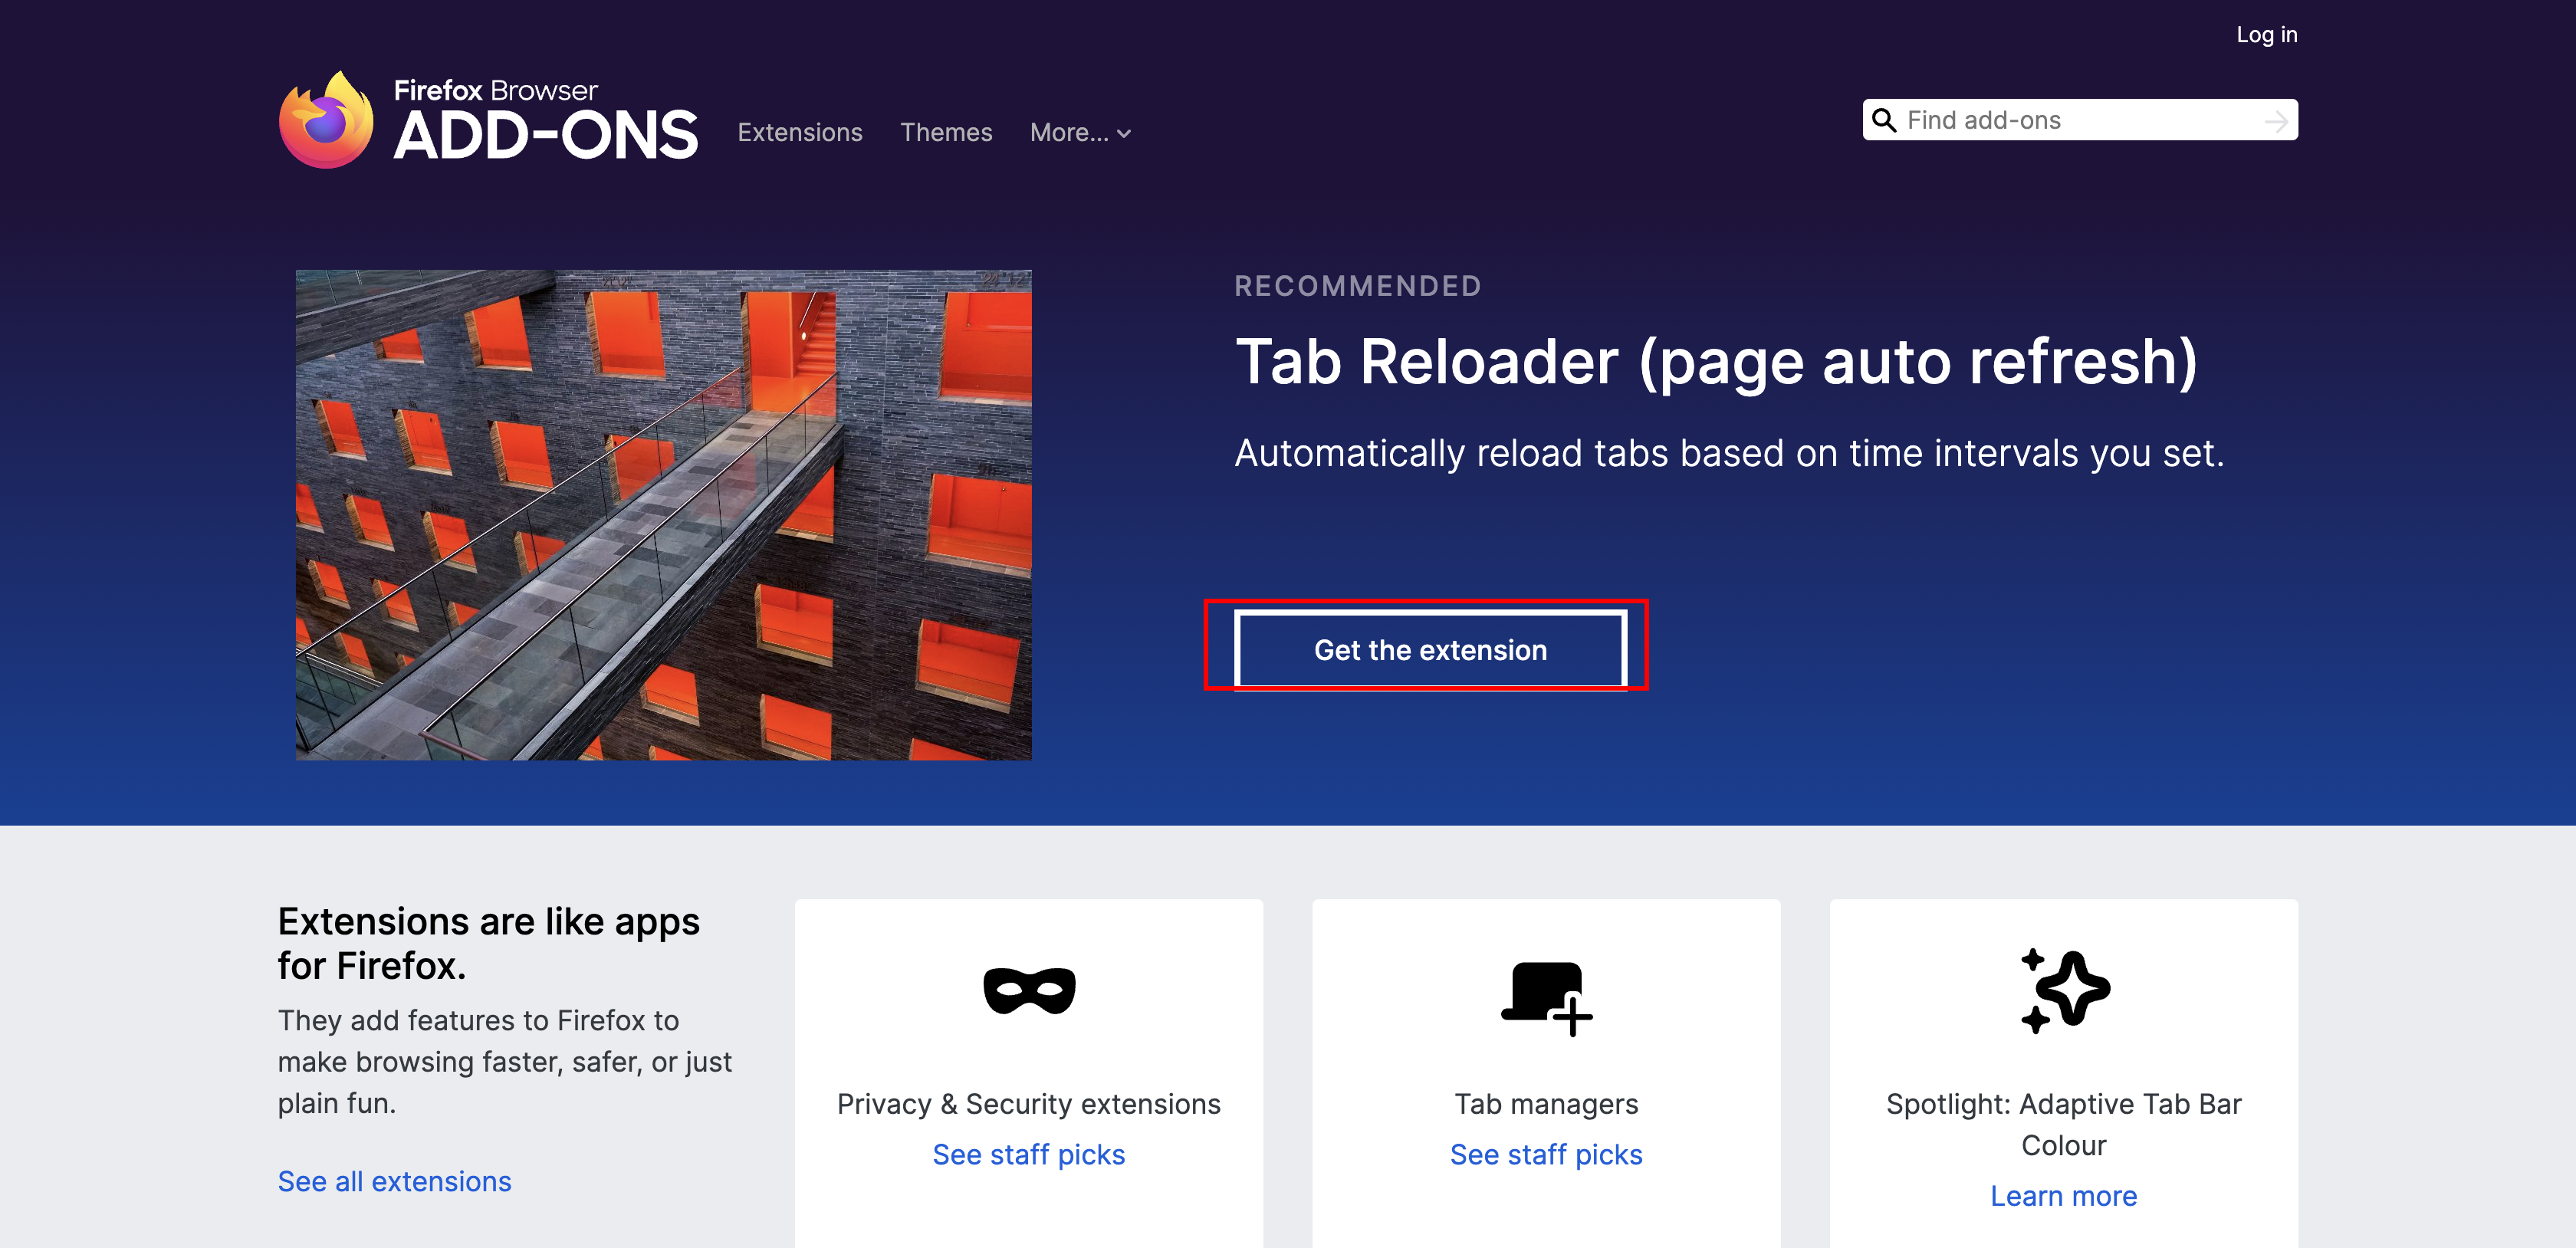 Log in
Firefox Browser
ADD-ONS
Extensions
Themes
More...
Find add-ons
RECOMMENDED
Tab Reloader (page auto refresh)
Automatically reload tabs based on time intervals you set.
Get the extension
Extensions are like apps
for Firefox.
They add features to Firefox to
make browsing faster, safer, or just
plain fun.
See all extensions
Privacy & Security extensions
See staff picks
Tab managers
See staff picks
Spotlight: Adaptive Tab Bar
Colour
Learn more